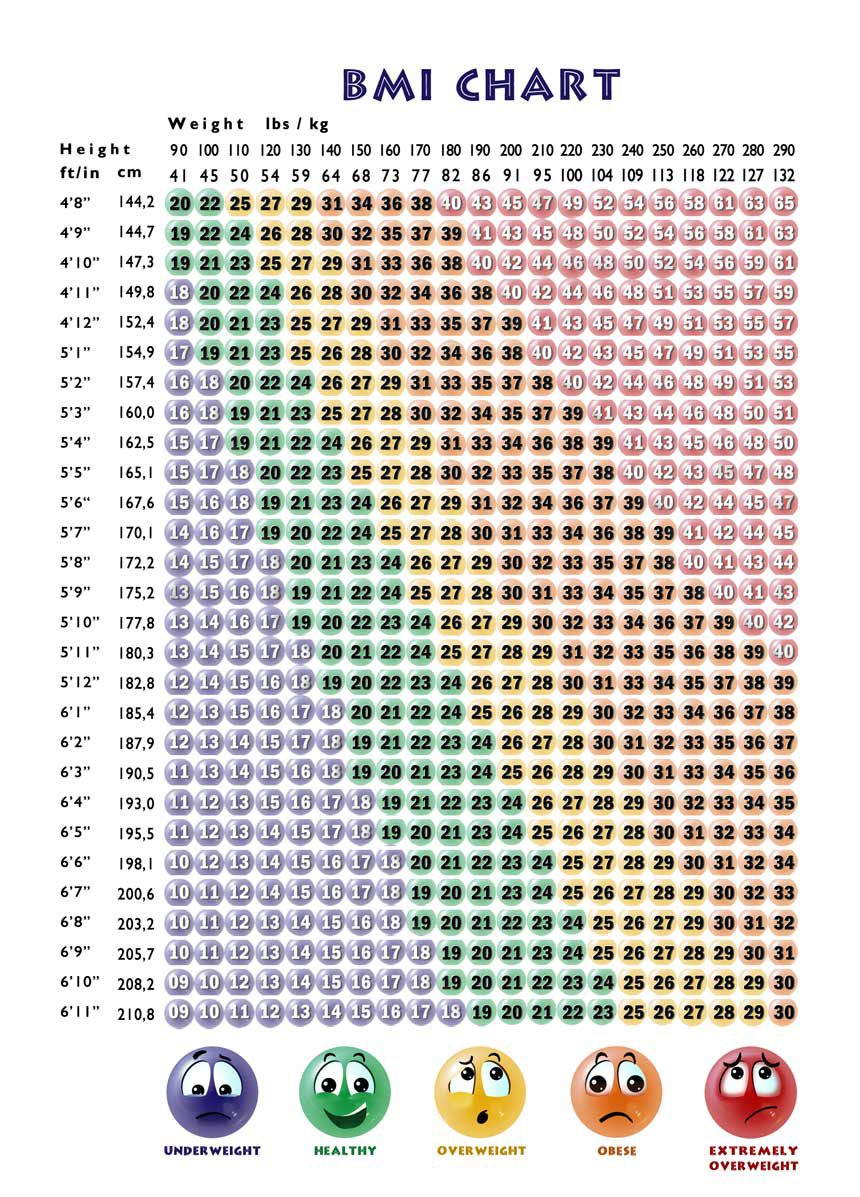 BMI CHART
Weight lbs / kg
Height 90 100 110 120 130 140 150 160 170 180 190 200 210 220 230 240 250 260 270 280 290
ft/in cm 41 45 50 54 59 64 68 73 77 82 86 91 95 100 104 109 113 118 122 127 132
4'8” 144,2 20 22 25 27 29 31 34 36 38 40 43 45 47 49 52 54 56 58 61 63 65
4'9” 144,7 19 22 24 26 28 30 32 35 37 39 41 43 45 48 50 52 54 56 58 61 63
4'10” 147,3 19 21 23 25 27 29 31 33 36 38 40 42 44 46 48 50 52 54 56 59 61
4'11” 149,8 18 20 22 24 26 28 30 32 34 36 38 40 42 44 46 48 51 53 55 57 59
4'12” 152,4 18 20 21 23 25 27 29 31 33 35 37 39 41 43 45 47 49 51 53 55 57
5'1” 154,9 17 19 21 23 25 26 28 30 32 34 36 38 40 42 43 45 47 49 51 53 55
5'2” 157,4 16 18 20 22 24 26 27 29 31 33 35 37 38 40 42 44 46 48 49 51 53
5'3” 160,0 16 18 19 21 23 25 27 28 30 32 34 35 37 39 41 43 44 46 48 50 51
5'4” 162,5 15 17 19 21 22 24 26 27 29 31 33 34 36 38 39 41 43 45 46 48 50
5'5” 165,1 15 17 18 20 22 23 25 27 28 30 32 33 35 37 38 40 42 43 45 47 48
5'6“ 167,6 15 16 18 19 21 23 24 26 27 29 31 32 34 36 37 39 40 42 44 45 47
5'7” 170,1 14 16 17 19 20 22 24 25 27 28 30 31 33 34 36 38 39 41 42 44 45
5'8” 172,2 14 15 17 18 20 21 23 24 26 27 29 30 32 33 35 37 38 40 41 43 44
5'9” 175,2 13 15 16 18 19 21 22 24 25 27 28 30 31 33 34 35 37 38 40 41 43
5'10” 177,8 13 14 16 17 19 20 22 23 24 26 27 29 30 32 33 34 36 37 39 40 42
5'11” 180,3 13 14 15 17 18 20 21 22 24 25 27 28 29 31 32 33 35 36 38 39 40
5'12” 182,8 12 14 15 16 18 19 20 22 23 24 26 27 28 30 31 33 34 35 37 38 39
6'1” 185,4 12 13 15 16 17 18 20 21 22 24 25 26 28 29 30 32 33 34 36 37 38
6'2” 187,9 12 13 14 15 17 18 19 21 22 23 24 26 27 28 30 31 32 33 35 36 37
6'3” 190,5 11 13 14 15 16 18 19 20 21 23 24 25 26 28 29 30 31 33 34 35 36
6'4” 193,0 11 12 13 15 16 17 18 19 21 22 23 24 26 27 28 29 30 32 33 34 35
6'5” 195,5 11 12 13 14 15 17 18 19 20 21 23 24 25 26 27 28 30 31 32 33 34
6'6” 198,1 10 12 13 14 15 16 17 18 20 21 22 23 24 25 27 28 29 30 31 32 34
6'7” 200,6 10 11 12 14 15 16 17 18 19 20 21 23 24 25 26 27 28 29 30 32 33
6'8” 203,2 10 11 12 13 14 15 16 18 19 20 21 22 23 24 25 26 27 29 30 31 32
6'9” 205,7 10 11 12 13 14 15 16 17 18 19 20 21 23 24 25 26 27 28 29 30 31
6'10” 208,2 09 10 12 13 14 15 16 17 18 19 20 21 22 23 24 25 26 27 28 29 30
6'11” 210,8 09 10 11 12 13 14 15 16 17 18 19 20 21 22 23 25 26 27 28 29 30
UNDERWEIGHT HEALTHY OVERWEIGHT OBESE EXTREMELY
OVERWEIGHT